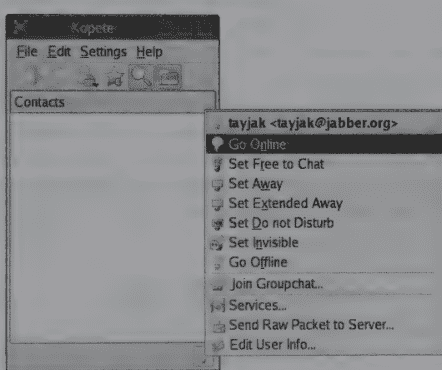 Kopete
File Edit Settings Help
Contacts
tayjak <tayjak@jabber.org>
Go Online
Set Free to Chat
Set Away
Set Extended Away
Set Do not Disturb
Set Invisible
Go Offline
Join Groupchat...
Services...
Send Raw Packet to Server...
Edit User Info...